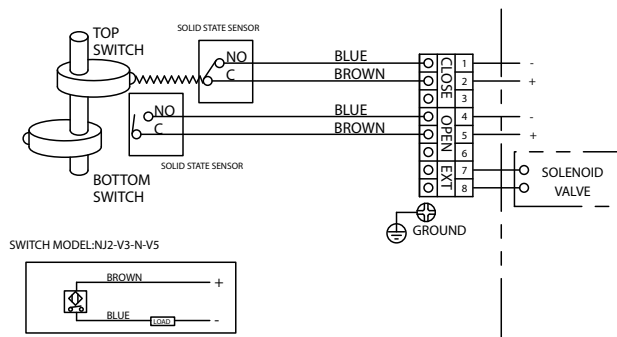 TOP
SWITCH
SOLID STATE SENSOR
NO
C
BLUE
BROWN
NO
C
BLUE
BROWN
SOLID STATE SENSOR
BOTTOM
SWITCH
CLOSE
OPEN
EXT
1
2
3
4
5
6
7
8
-
+
-
+
SOLENOID
VALVE
GROUND
SWITCH MODEL:NJ2-V3-N-V5
BROWN
+
BLUE
LOAD
-